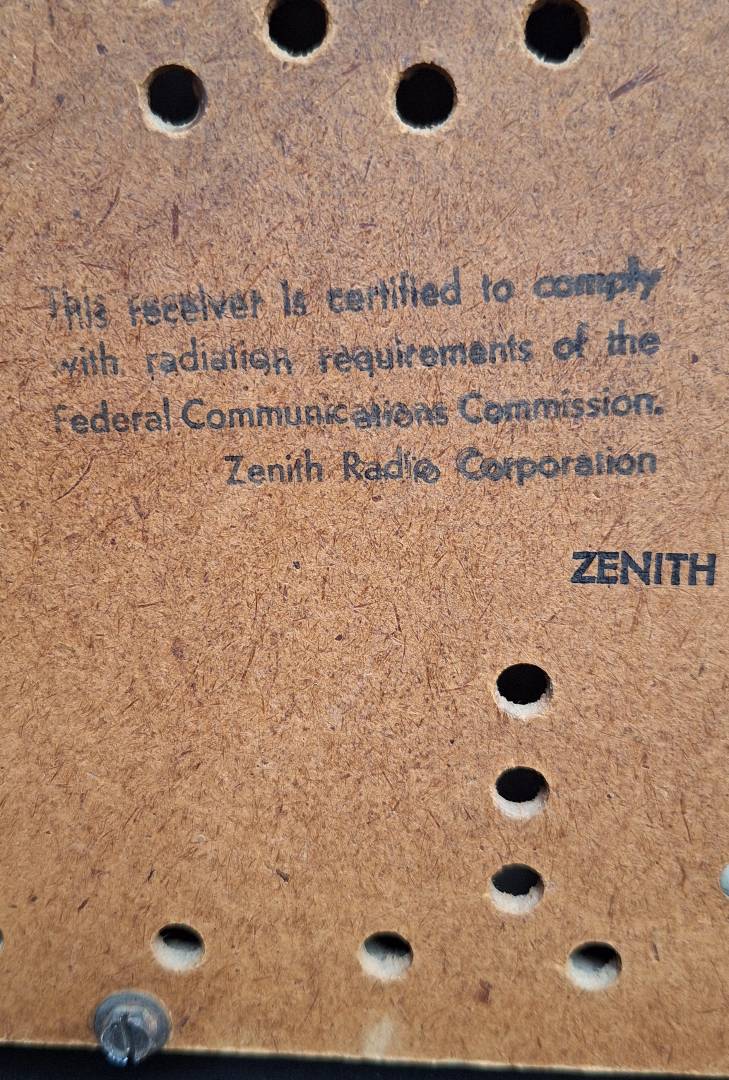 This receiver is certified to comply
with radiation requirements of the
Federal Communications Commission.
Zenith Radio Corporation
ZENITH